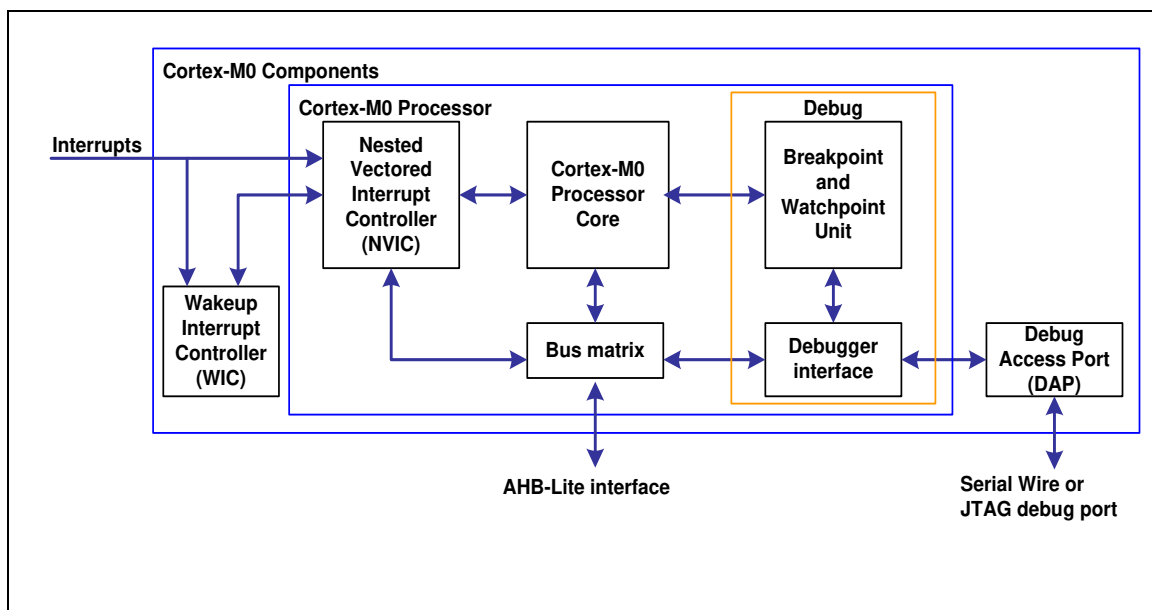 Cortex-M0 Components
Cortex-M0 Processor
Debug
Interrupts
Nested
Vectored
Interrupt
Controller
(NVIC)
Cortex-M0
Processor
Core
Breakpoint
and
Watchpoint
Unit
Wakeup
Interrupt
Controller
(WIC)
Bus matrix
Debugger
interface
Debug
Access Port
(DAP)
AHB-Lite interface
Serial Wire or
JTAG debug port